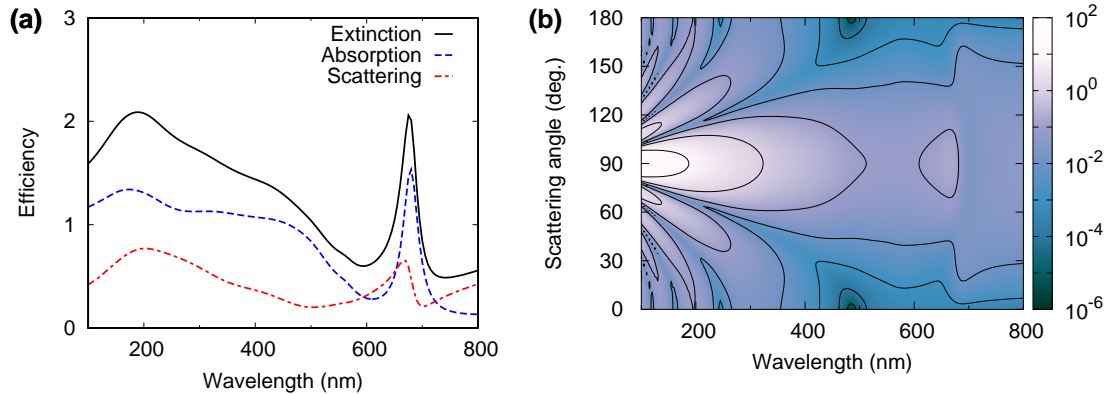 (a)
Extinction
Absorption
Scattering
Efficiency
3
2
1
0
200 400 600 800
Wavelength (nm)
(b)
Scattering angle (deg.)
180
150
120
90
60
30
0
200 400 600 800
Wavelength (nm)
10^2
10^0
10^-2
10^-4
10^-6